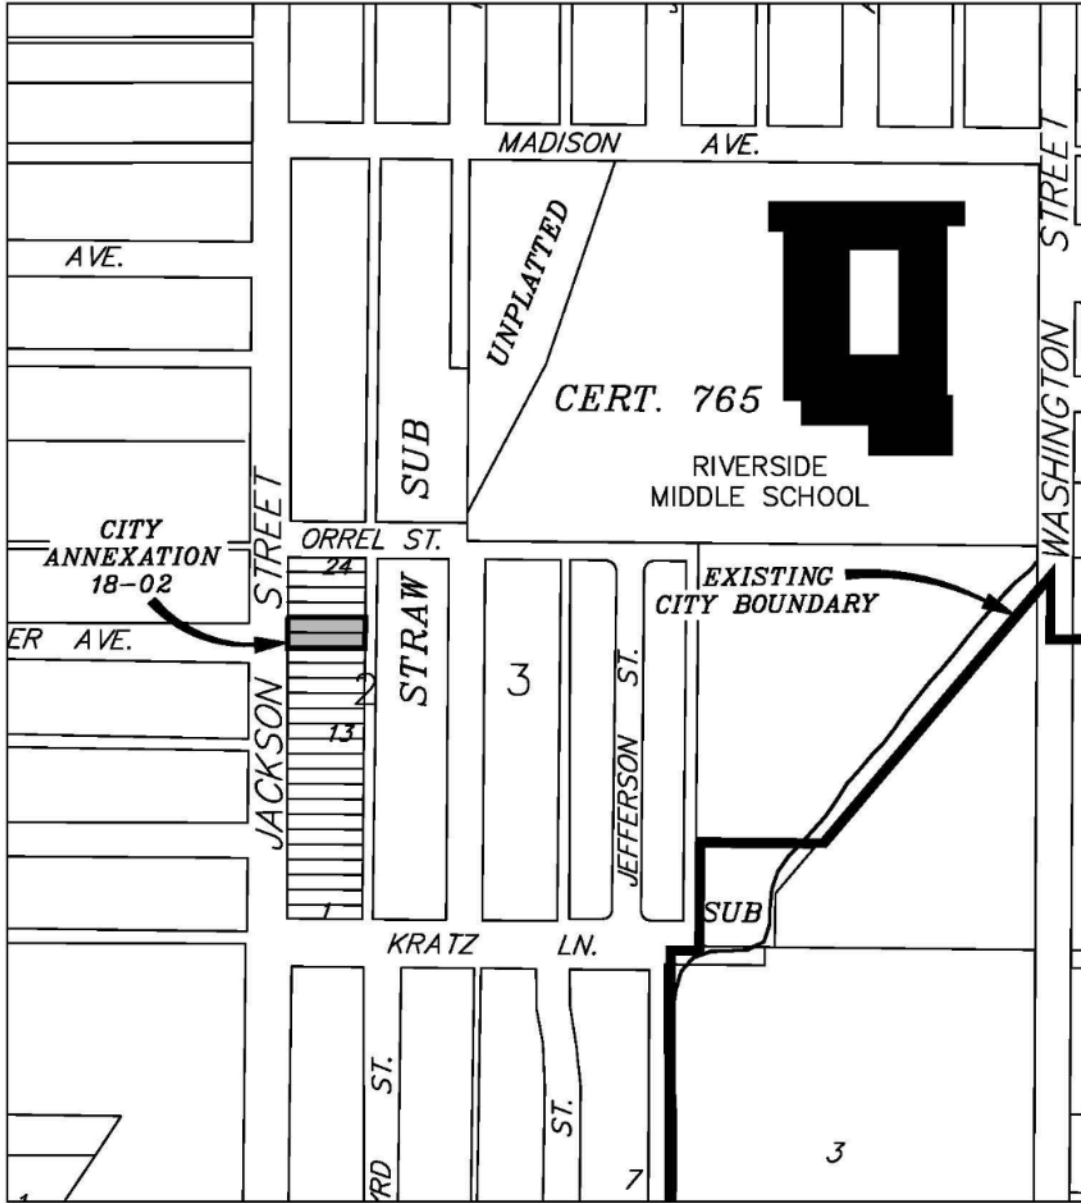 MADISON AVE.
STREET
AVE.
UNPLATTED
CERT. 765
WASHINGTON
SUB
RIVERSIDE
MIDDLE SCHOOL
STREET
CITY
ANNEXATION
18-02
ORREL ST.
24
EXISTING
CITY BOUNDARY
ER AVE.
STRAW
2
3
ST.
JACKSON
13
JEFFERSON
1
SUB
KRATZ LN.
ST.
ST.
RD
7
3